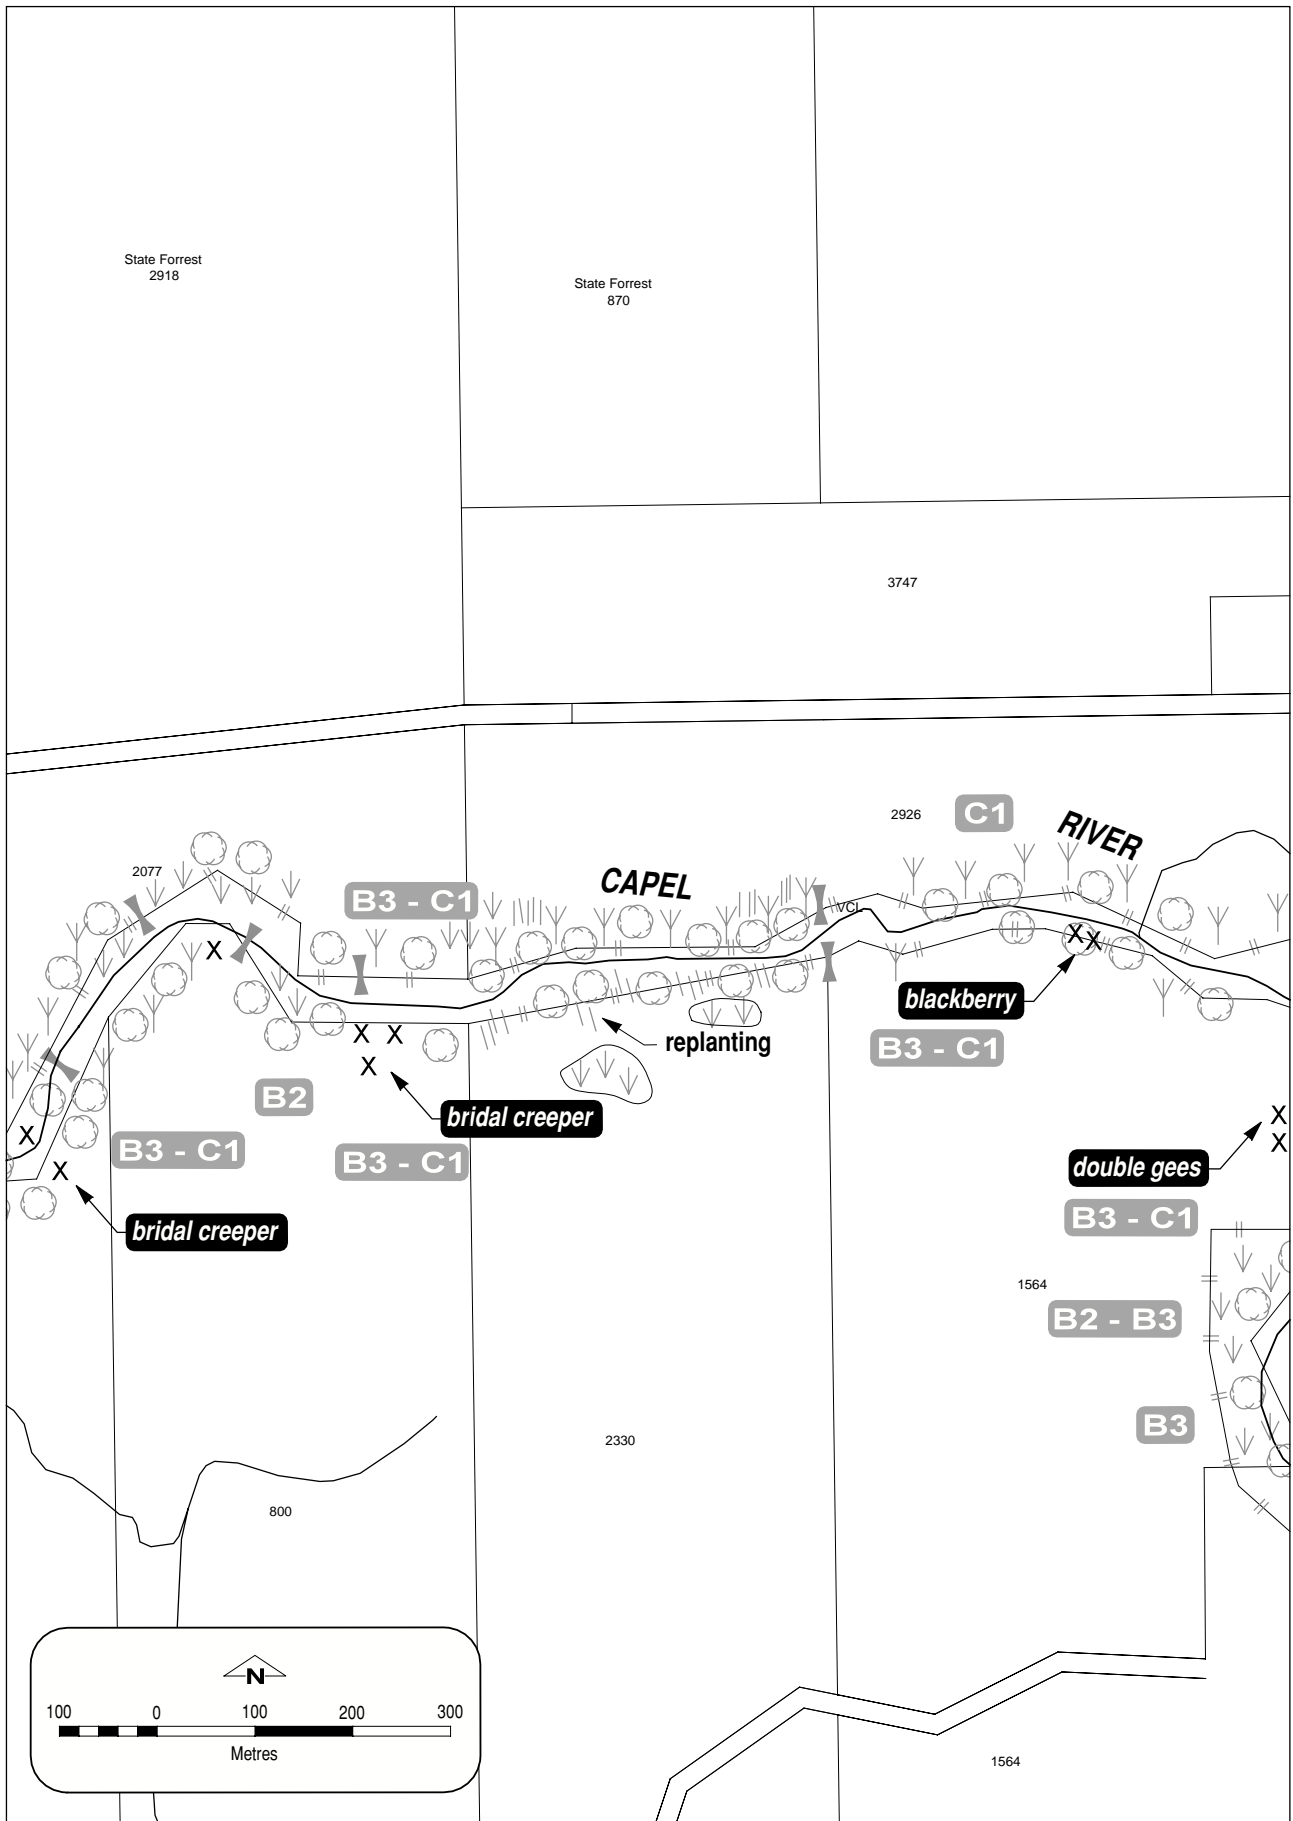 State Forrest
2918
State Forrest
870
3747
2926
C1
RIVER
2077
CAPEL
B3 - C1
VCL
X
X X
blackberry
X X
replanting
B3 - C1
X
B2
bridal creeper
X
X
B3 - C1
B3 - C1
X
double gees
X
X
B3 - C1
bridal creeper
1564
B2 - B3
B3
2330
800
N
100 0 100 200 300
Metres
1564